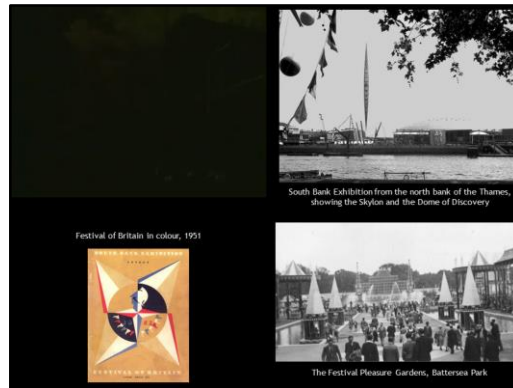 South Bank Exhibition from the north bank of the Thames,
showing the Skylon and the Dome of Discovery
Festival of Britain in colour, 1951
SOUTH BANK EXHIBITION
LONDON
FESTIVAL OF BRITAIN
The Festival Pleasure Gardens, Battersea Park